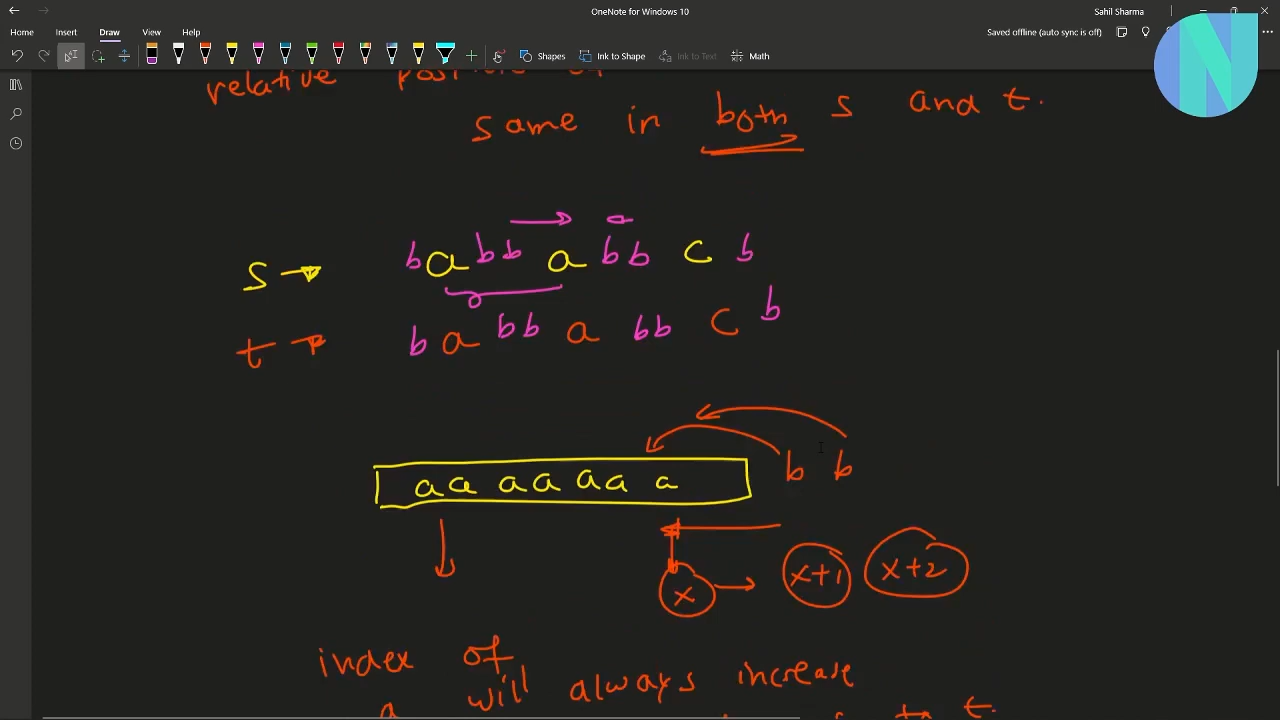 OneNote for Windows 10
Sahil Sharma
Home Insert Draw View Help
Saved offline (auto sync is off)
Shapes Ink to Shape Ink to Text Math
relative
same in both s and t.
s → b a b b a b b c b
t → b a b b a b b c b
a a a a a a a b b
x → x+1 x+2
index of
a will always increase
s to t.